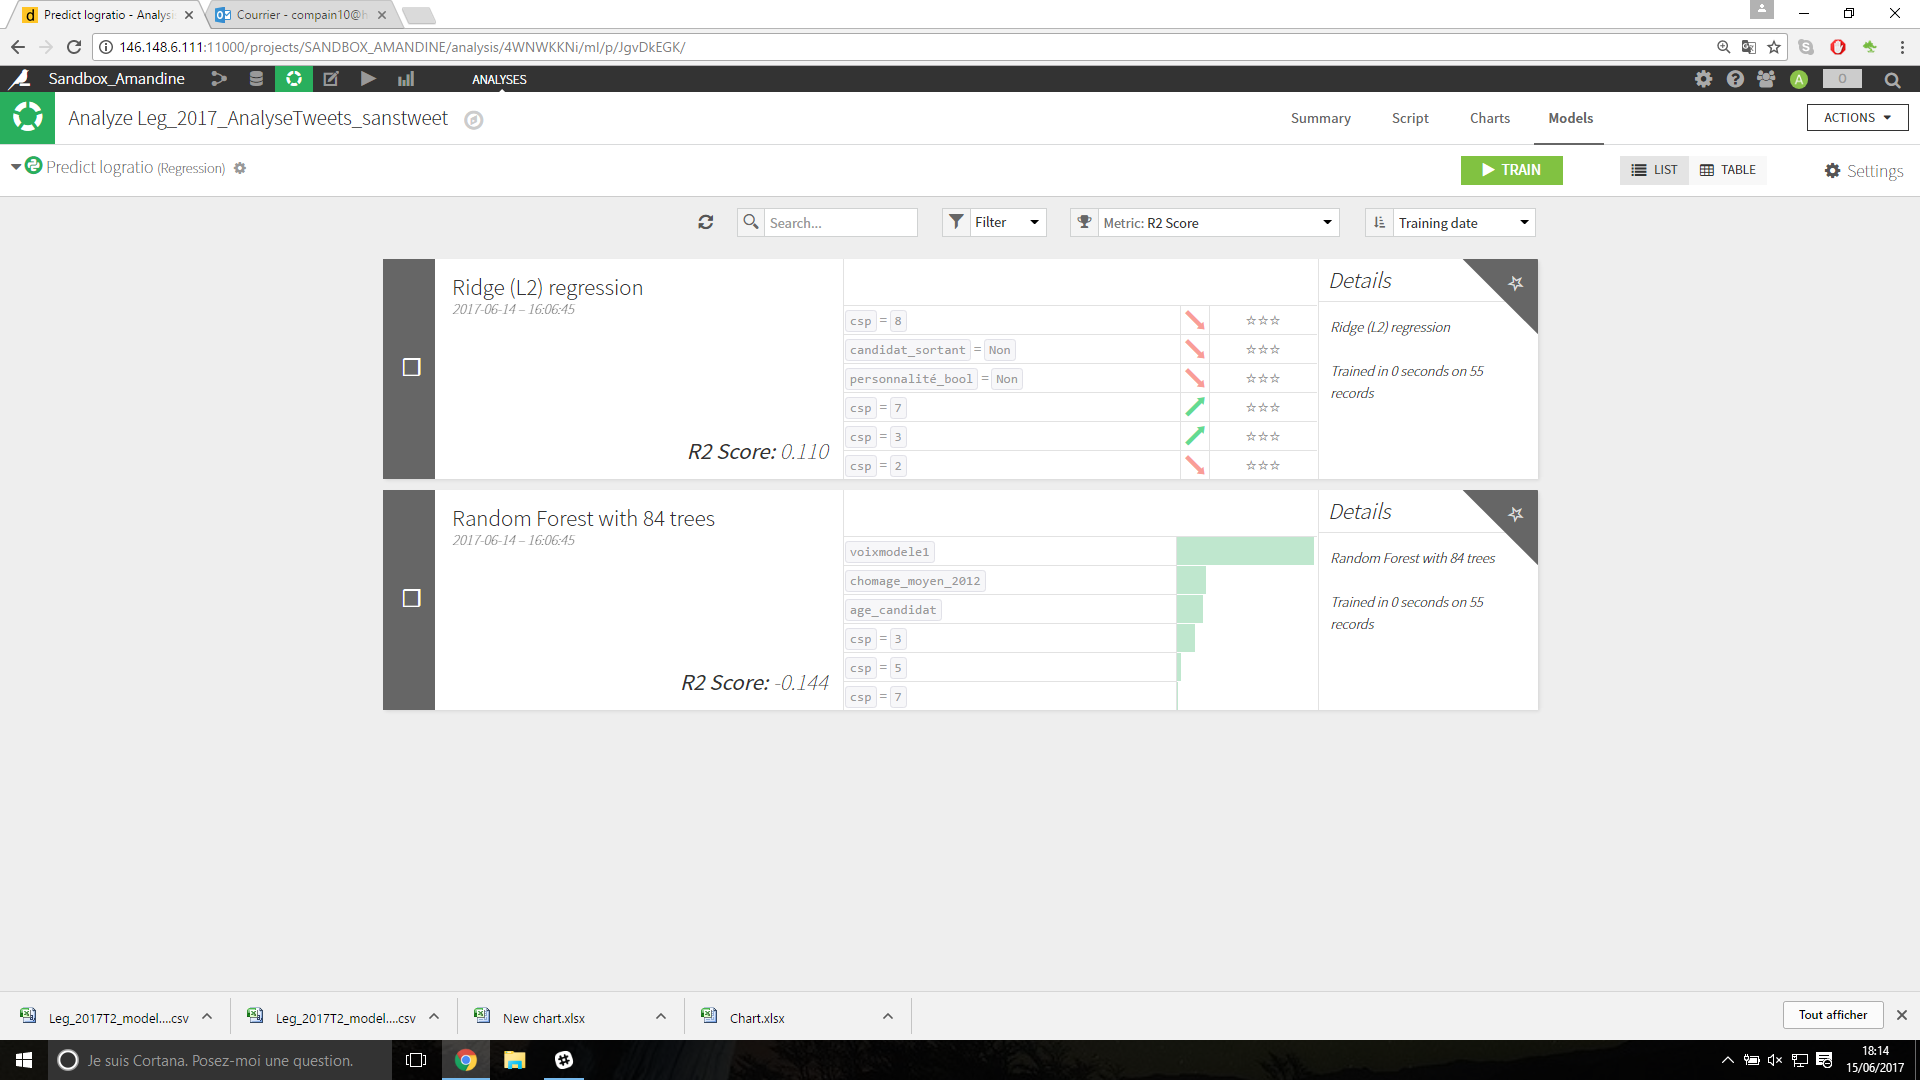 Predict logratio - Analysi
Courrier - compain10@h
146.148.6.111:11000/projects/SANDBOX_AMANDINE/analysis/4WNWKKNi/ml/p/JgvDkEGK/
Sandbox_Amandine
ANALYSES
A
0
Analyze Leg_2017_AnalyseTweets_sanstweet
Summary
Script
Charts
Models
ACTIONS
Predict logratio (Regression)
TRAIN
LIST
TABLE
Settings
Search...
Filter
Metric: R2 Score
Training date
Ridge (L2) regression
2017-06-14 – 16:06:45
R2 Score: 0.110
csp = 8
candidat_sortant = Non
personnalité_bool = Non
csp = 7
csp = 3
csp = 2
Details
Ridge (L2) regression
Trained in 0 seconds on 55
records
Random Forest with 84 trees
2017-06-14 – 16:06:45
R2 Score: -0.144
voixmodele1
chomage_moyen_2012
age_candidat
csp = 3
csp = 5
csp = 7
Details
Random Forest with 84 trees
Trained in 0 seconds on 55
records
Leg_2017T2_model....csv
Leg_2017T2_model....csv
New chart.xlsx
Chart.xlsx
Tout afficher
Je suis Cortana. Posez-moi une question.
18:14
15/06/2017